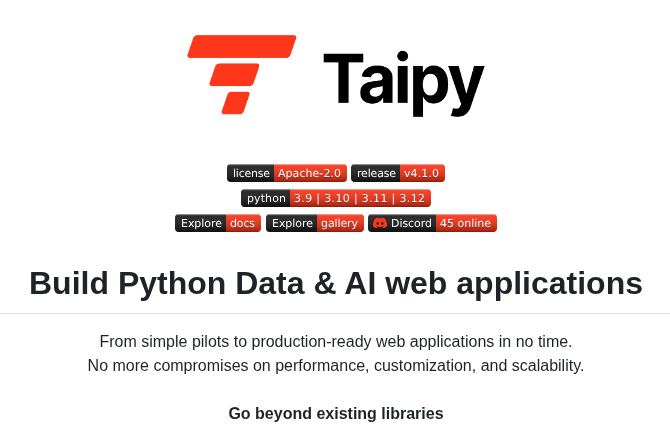 Taipy
license Apache-2.0 release v4.1.0
python 3.9 | 3.10 | 3.11 | 3.12
Explore docs Explore gallery Discord 45 online
Build Python Data & AI web applications
From simple pilots to production-ready web applications in no time.
No more compromises on performance, customization, and scalability.
Go beyond existing libraries